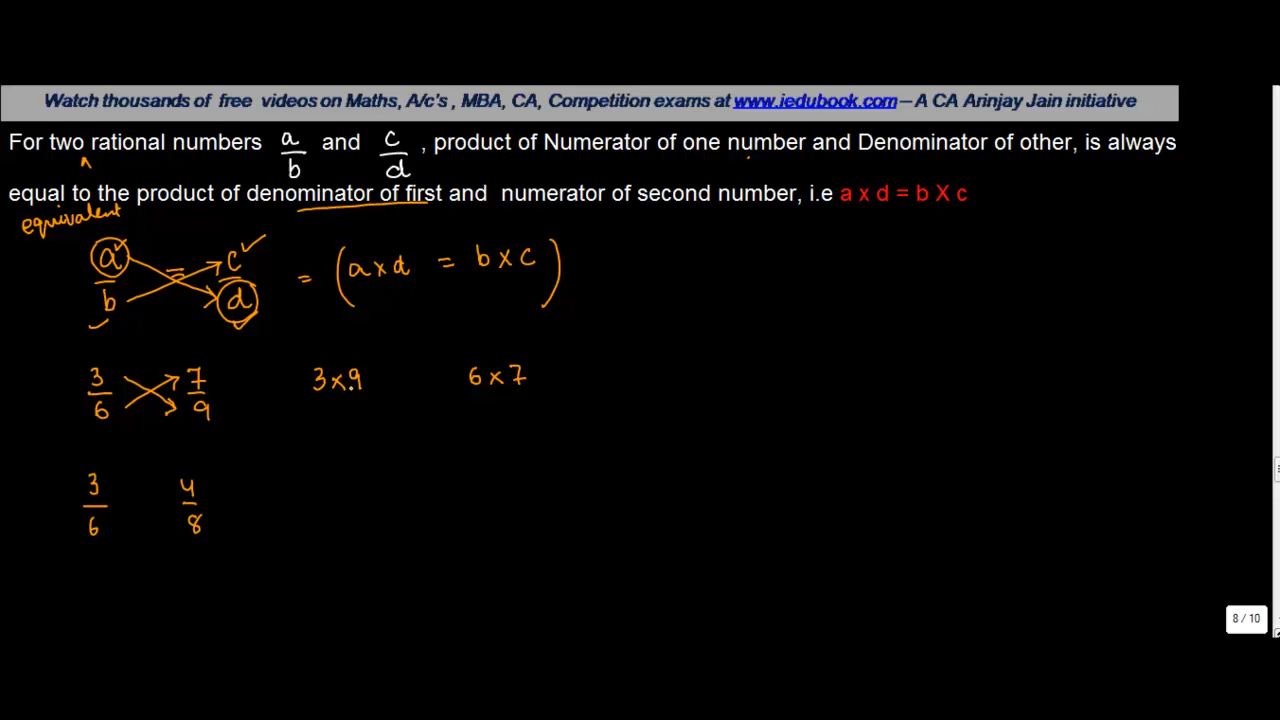 Watch thousands of free videos on Maths, A/c's , MBA, CA, Competition exams at www.iedubook.com – A CA Arinjay Jain initiative
For two rational numbers a/b and c/d , product of Numerator of one number and Denominator of other, is always
equal to the product of denominator of first and numerator of second number, i.e a x d = b X c
equivalent
a/b = c/d = (a x d = b x c)
3/6 7/9 3 x 9 6 x 7
3/6 4/8
8 / 10